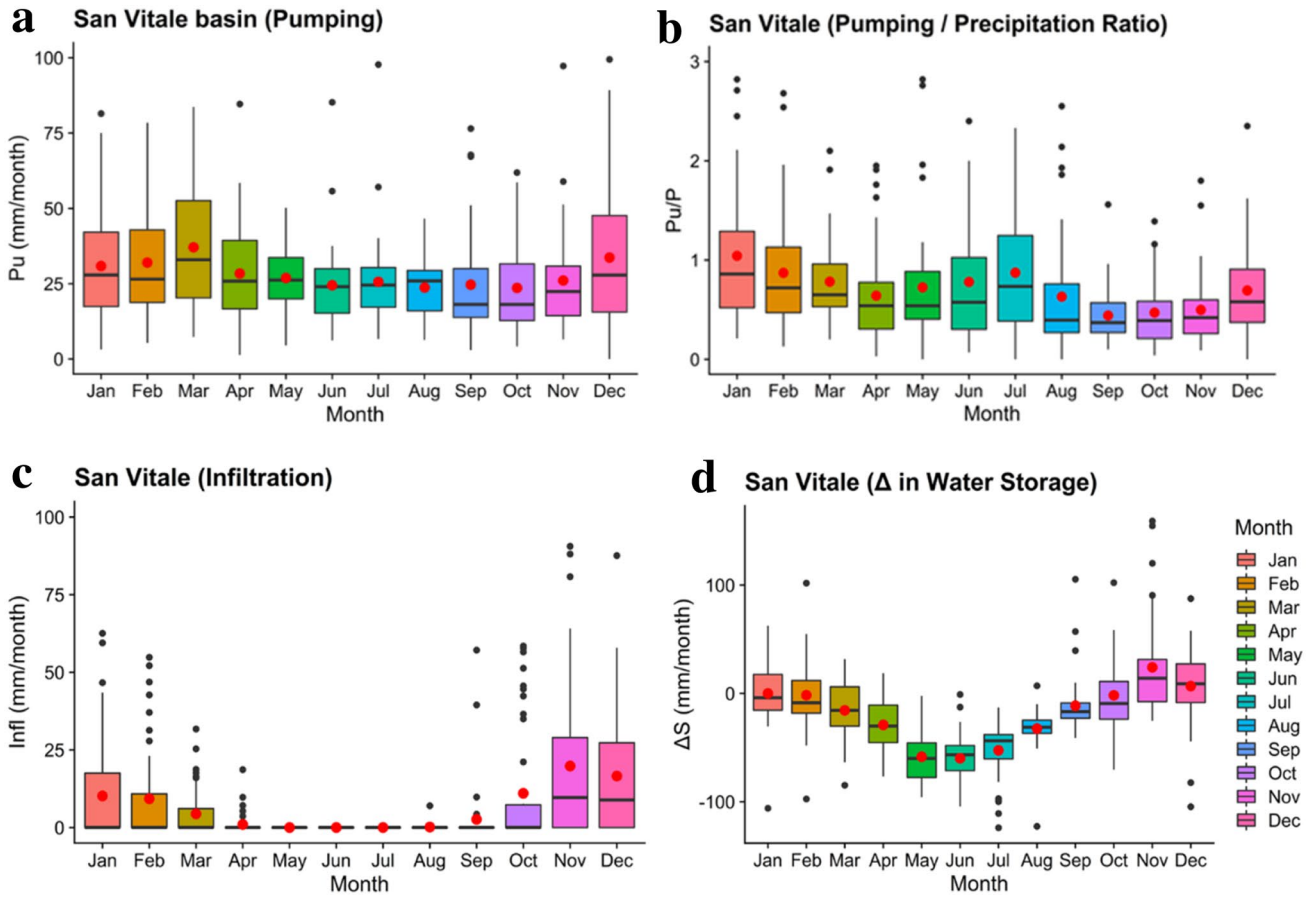 a San Vitale basin (Pumping)
Pu (mm/month)
100
75
50
25
0
Jan Feb Mar Apr May Jun Jul Aug Sep Oct Nov Dec
Month
b San Vitale (Pumping / Precipitation Ratio)
Pu/P
3
2
1
0
Jan Feb Mar Apr May Jun Jul Aug Sep Oct Nov Dec
Month
c San Vitale (Infiltration)
Infl (mm/month)
100
75
50
25
0
Jan Feb Mar Apr May Jun Jul Aug Sep Oct Nov Dec
Month
d San Vitale (Δ in Water Storage)
ΔS (mm/month)
100
0
-100
Jan Feb Mar Apr May Jun Jul Aug Sep Oct Nov Dec
Month
Month
Jan
Feb
Mar
Apr
May
Jun
Jul
Aug
Sep
Oct
Nov
Dec